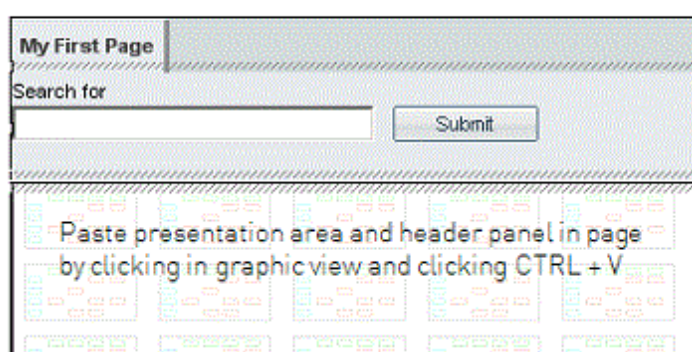 My First Page
Search for
Submit
Paste presentation area and header panel in page
by clicking in graphic view and clicking CTRL + V